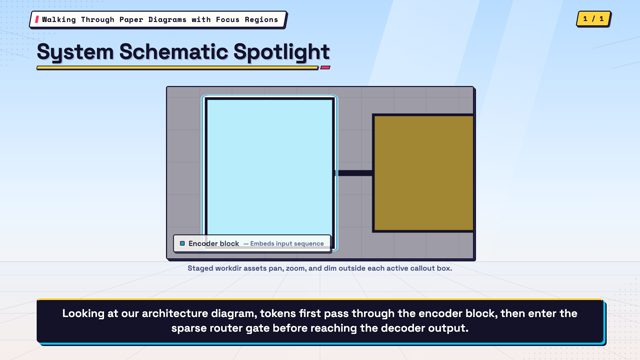 Walking Through Paper Diagrams with Focus Regions
1 / 1
System Schematic Spotlight
Encoder block — Embeds input sequence
Staged workdir assets pan, zoom, and dim outside each active callout box.
Looking at our architecture diagram, tokens first pass through the encoder block, then enter the
sparse router gate before reaching the decoder output.